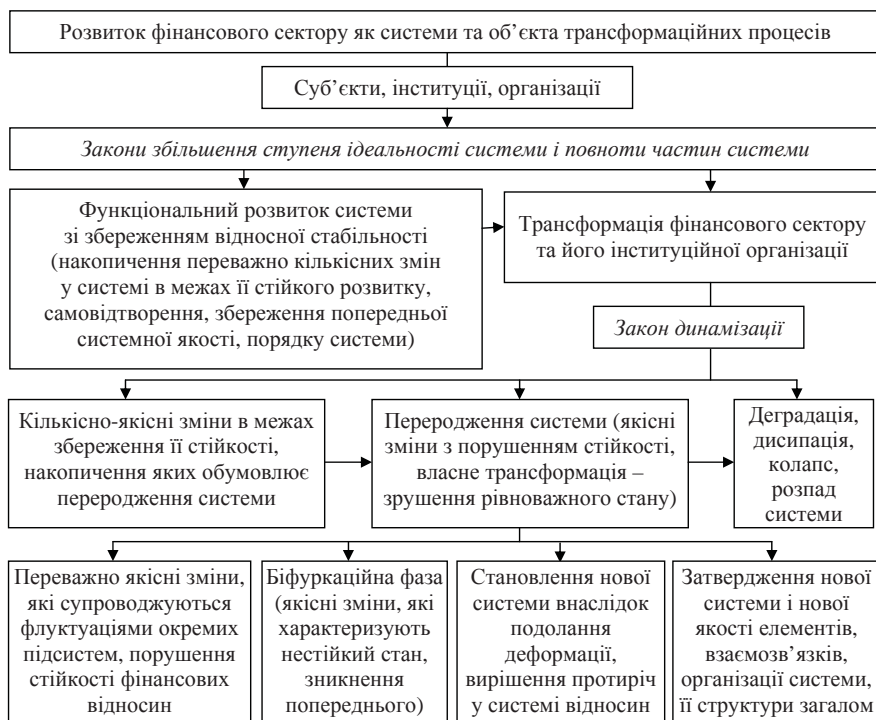 Розвиток фінансового сектору як системи та об’єкта трансформаційних процесів
Суб’єкти, інституції, організації
Закони збільшення ступеня ідеальності системи і повноти частин системи
Функціональний розвиток системи
зі збереженням відносної стабільності
(накопичення переважно кількісних змін
у системі в межах її стійкого розвитку,
самовідтворення, збереження попередньої
системної якості, порядку системи)
Трансформація фінансового сектору
та його інституційної організації
Закон динамізації
Кількісно-якісні зміни в межах
збереження її стійкості,
накопичення яких обумовлює
переродження системи
Переродження системи (якісні
зміни з порушенням стійкості,
власне трансформація –
зрушення рівноважного стану)
Деградація,
дисипація,
колапс,
розпад
системи
Переважно якісні зміни,
які супроводжуються
флуктуаціями окремих
підсистем, порушення
стійкості фінансових
відносин
Біфуркаційна фаза
(якісні зміни, які
характеризують
нестійкий стан,
зникнення
попереднього)
Становлення нової
системи внаслідок
подолання
деформації,
вирішення протиріч
у системі відносин
Затвердження нової
системи і нової
якості елементів,
взаємозв’язків,
організації системи,
її структури загалом